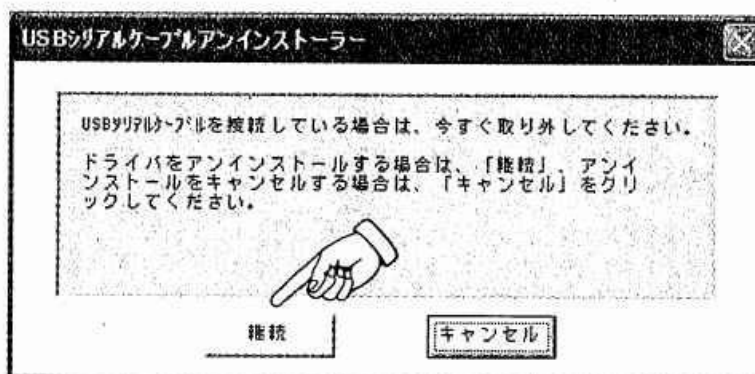 USBｼﾘｱﾙｹｰﾌﾞﾙアンインストーラー
USBｼﾘｱﾙｹｰﾌﾞﾙを接続している場合は、今すぐ取り外してください。
ドライバをアンインストールする場合は、「継続」、アンイ
ンストールをキャンセルする場合は、「キャンセル」をクリ
ックしてください。
継続
キャンセル